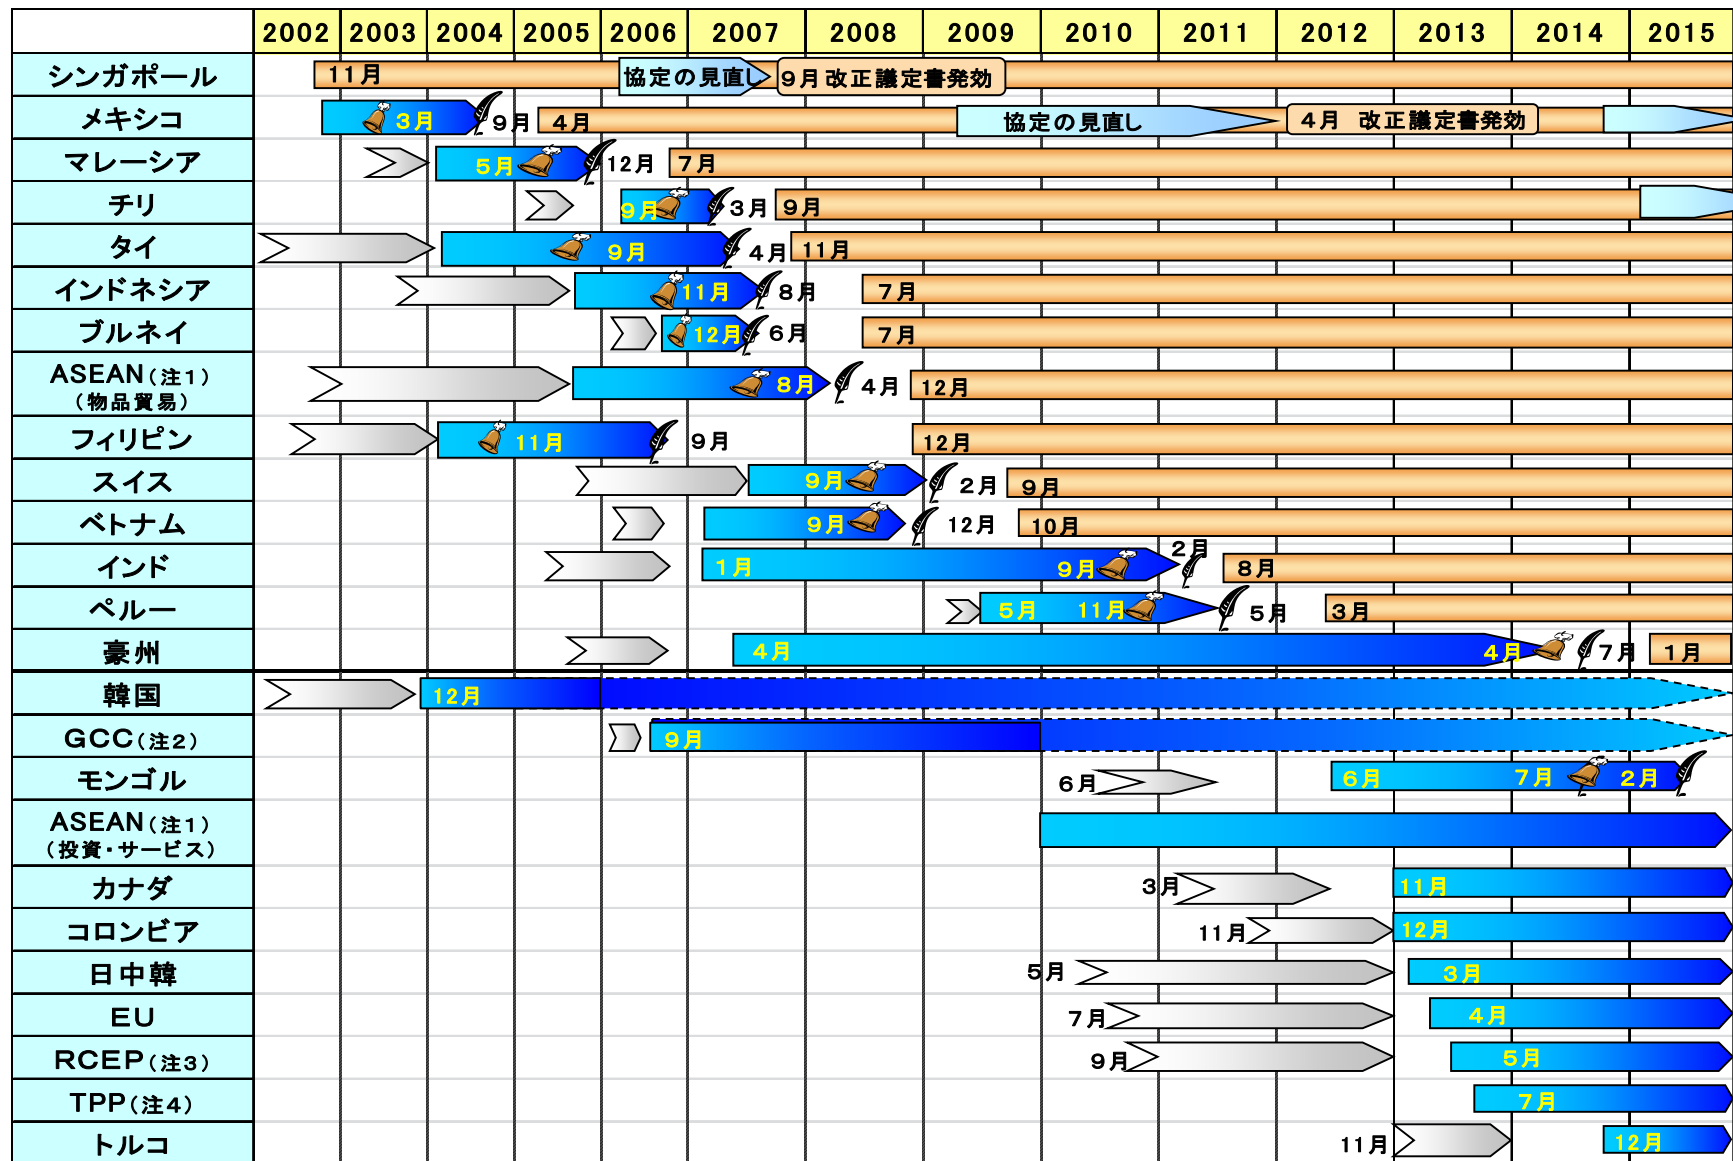 2002 2003 2004 2005 2006 2007 2008 2009 2010 2011 2012 2013 2014 2015
シンガポール 11月 協定の見直し 9月改正議定書発効
メキシコ 3月 9月 4月 協定の見直し 4月 改正議定書発効
マレーシア 5月 12月 7月
チリ 9月 3月 9月
タイ 9月 4月 11月
インドネシア 11月 8月 7月
ブルネイ 12月 6月 7月
ASEAN(注1)
(物品貿易) 8月 4月 12月
フィリピン 11月 9月 12月
スイス 9月 2月 9月
ベトナム 9月 12月 10月
インド 1月 9月 2月 8月
ペルー 5月 11月 5月 3月
豪州 4月 4月 7月 1月
韓国 12月
GCC(注2) 9月
モンゴル 6月 6月 7月 2月
ASEAN(注1)
(投資・サービス)
カナダ 3月 11月
コロンビア 11月 12月
日中韓 5月 3月
EU 7月 4月
RCEP(注3) 9月 5月
TPP(注4) 7月
トルコ 11月 12月